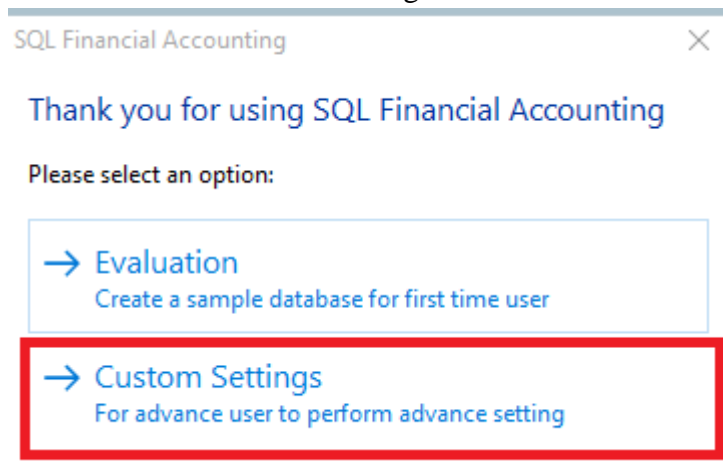 SQL Financial Accounting
Thank you for using SQL Financial Accounting
Please select an option:
→ Evaluation
Create a sample database for first time user
→ Custom Settings
For advance user to perform advance setting